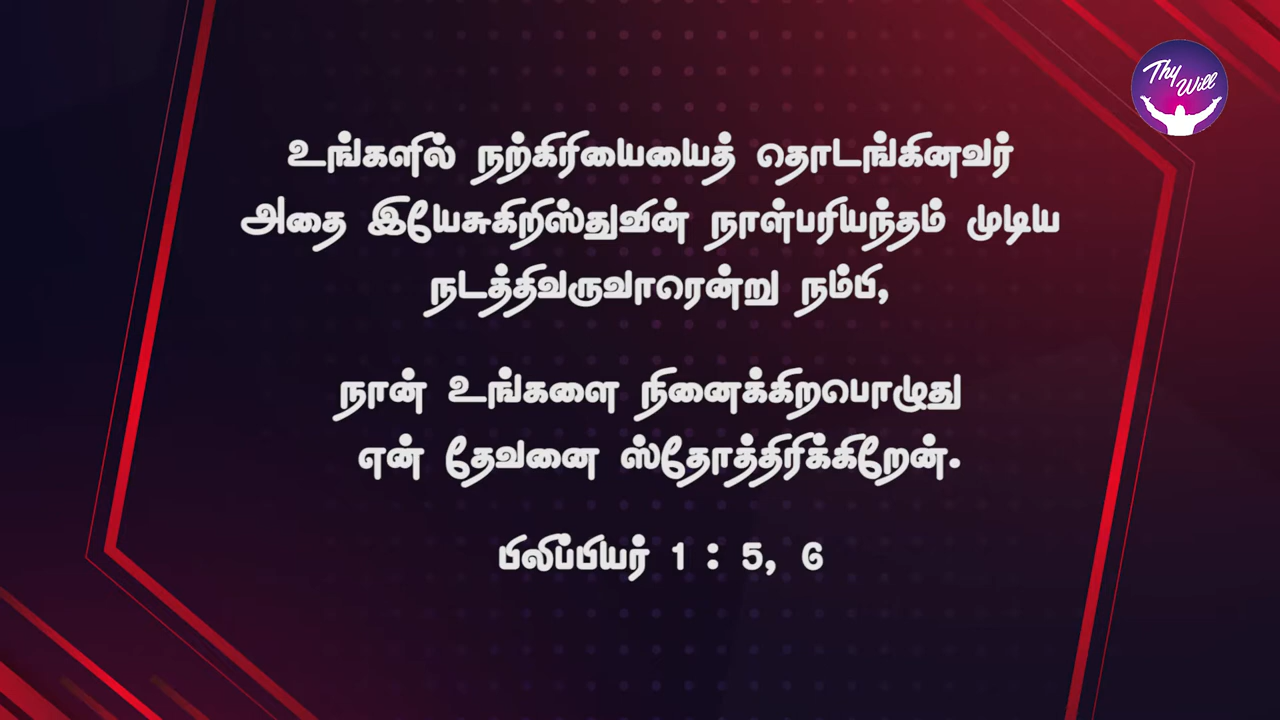 Thy
Will
உங்களில் நற்கிரியையைத் தொடங்கினவர்
அதை இயேசுகிறிஸ்துவின் நாள்பரியந்தம் முடிய
நடத்திவருவாரென்று நம்பி,
நான் உங்களை நினைக்கிறபொழுது
என் தேவனை ஸ்தோத்திரிக்கிறேன்.
பிலிப்பியர் 1 : 5, 6